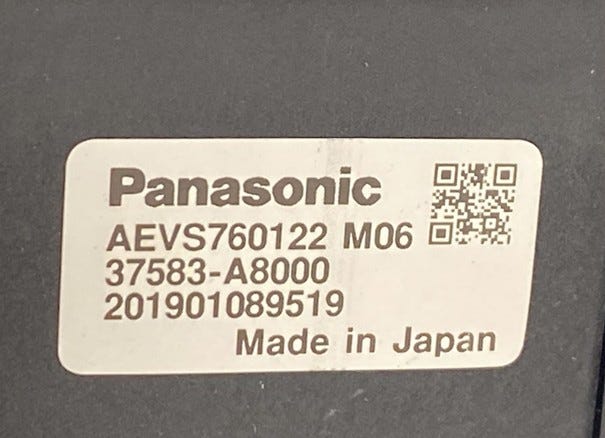 Panasonic
AEVS760122 M06
37583-A8000
201901089519
Made in Japan